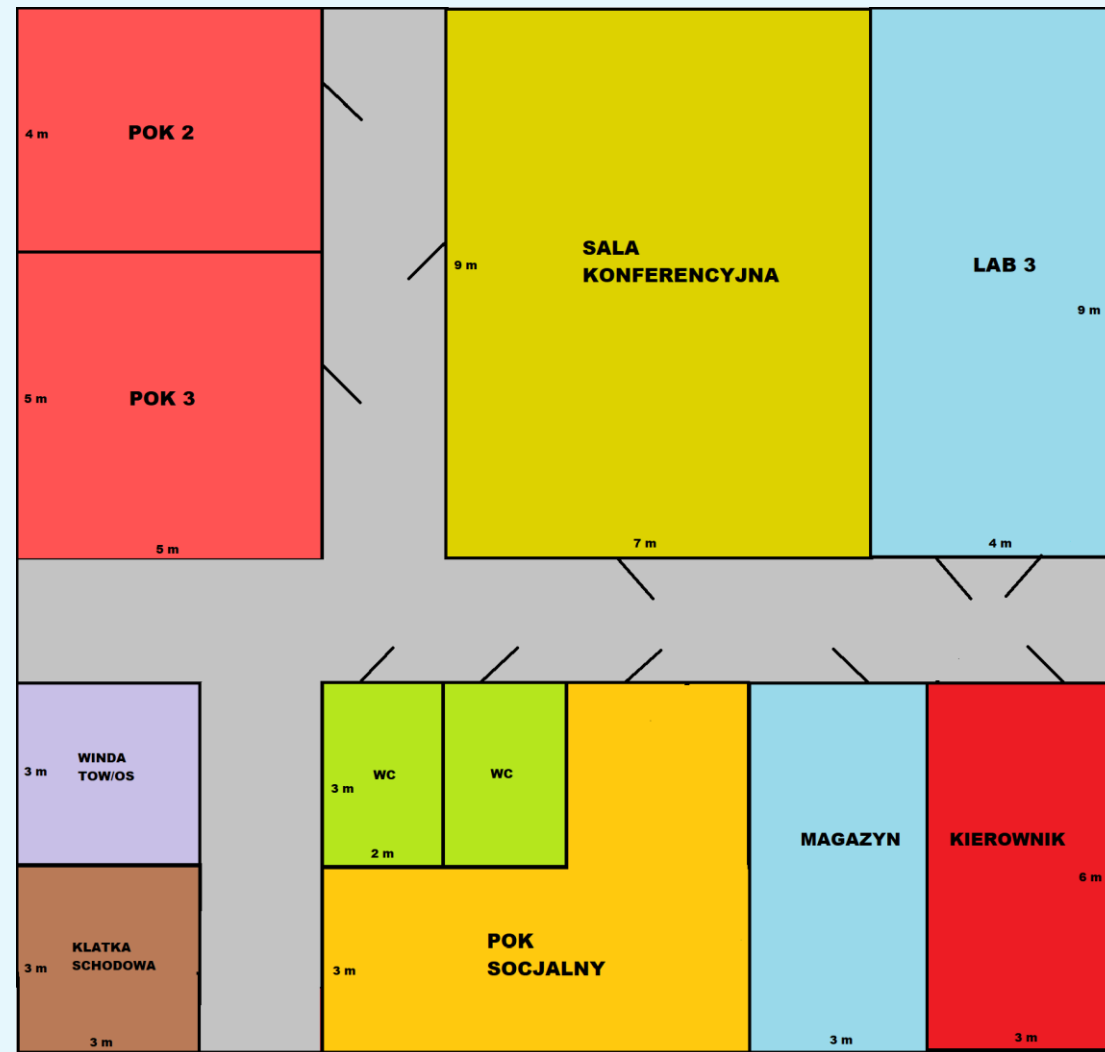 POK 2
4 m
SALA
KONFERENCYJNA
9 m
LAB 3
9 m
POK 3
5 m
5 m
7 m
4 m
WINDA
TOW/OS
3 m
WC
3 m
2 m
WC
MAGAZYN
KIEROWNIK
6 m
KLATKA
SCHODOWA
3 m
3 m
POK
SOCJALNY
3 m
3 m
3 m